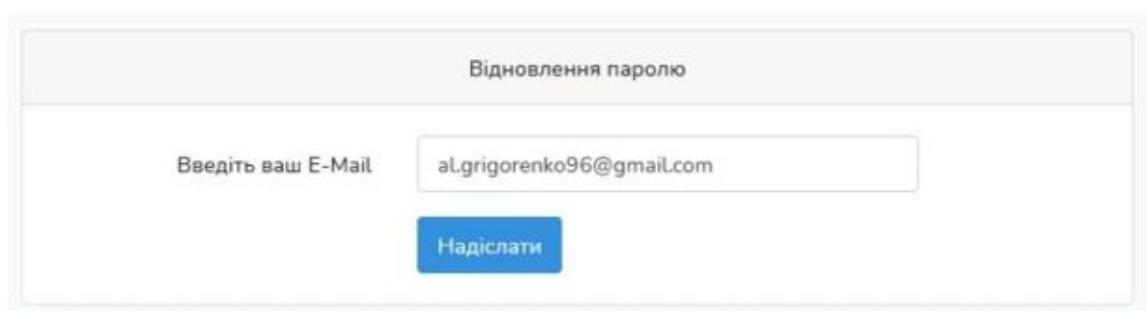 Відновлення паролю
Введіть ваш E-Mail al.grigorenko96@gmail.com
Надіслати